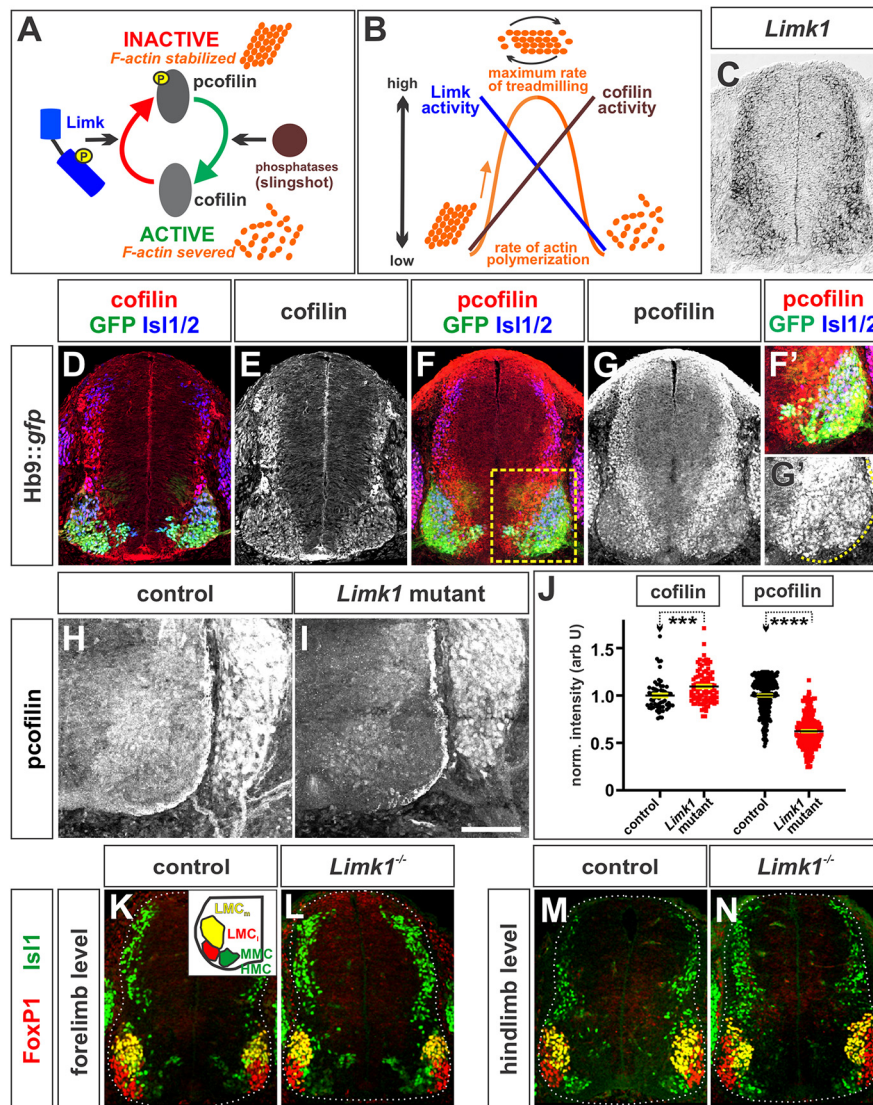 A
INACTIVE
F-actin stabilized
P
pcofilin
Limk
P
phosphatases
(slingshot)
cofilin
ACTIVE
F-actin severed
B
maximum rate
of treadmilling
high
Limk
activity
cofilin
activity
low
rate of actin
polymerization
Limk1
C
cofilin
GFP Isl1/2
cofilin
pcofilin
GFP Isl1/2
pcofilin
pcofilin
GFP Isl1/2
Hb9::gfp
D
E
F
G
F'
G'
control
Limk1 mutant
pcofilin
H
I
J
cofilin
pcofilin
***
****
norm. intensity (arb U)
1.5
1.0
0.5
0
control
Limk1
mutant
control
Limk1
mutant
control
Limk1-/-
control
Limk1-/-
FoxP1 Isl1
forelimb level
K
LMCm
LMCl
MMC
HMC
L
hindlimb level
M
N